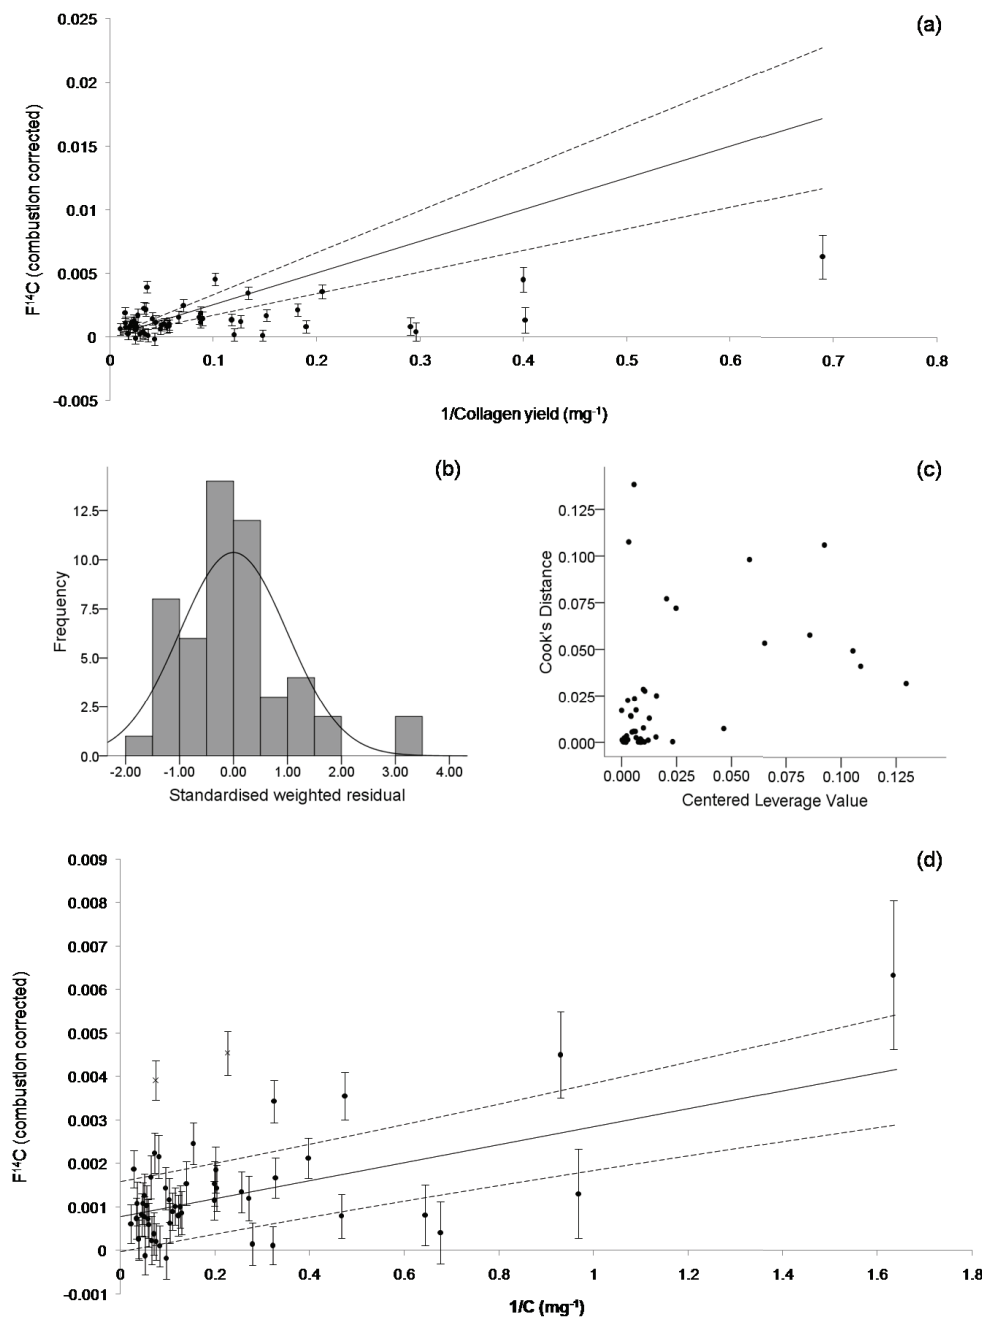 (a)
0.025
0.02
0.015
0.01
0.005
0
-0.005
F¹⁴C (combustion corrected)
0 0.1 0.2 0.3 0.4 0.5 0.6 0.7 0.8
1/Collagen yield (mg⁻¹)
(b)
12.5
10.0
7.5
5.0
2.5
0.0
Frequency
-2.00 -1.00 0.00 1.00 2.00 3.00 4.00
Standardised weighted residual
(c)
0.125
0.100
0.075
0.050
0.025
0.000
Cook's Distance
0.000 0.025 0.050 0.075 0.100 0.125
Centered Leverage Value
(d)
0.009
0.008
0.007
0.006
0.005
0.004
0.003
0.002
0.001
0
-0.001
F¹⁴C (combustion corrected)
0 0.2 0.4 0.6 0.8 1 1.2 1.4 1.6 1.8
1/C (mg⁻¹)